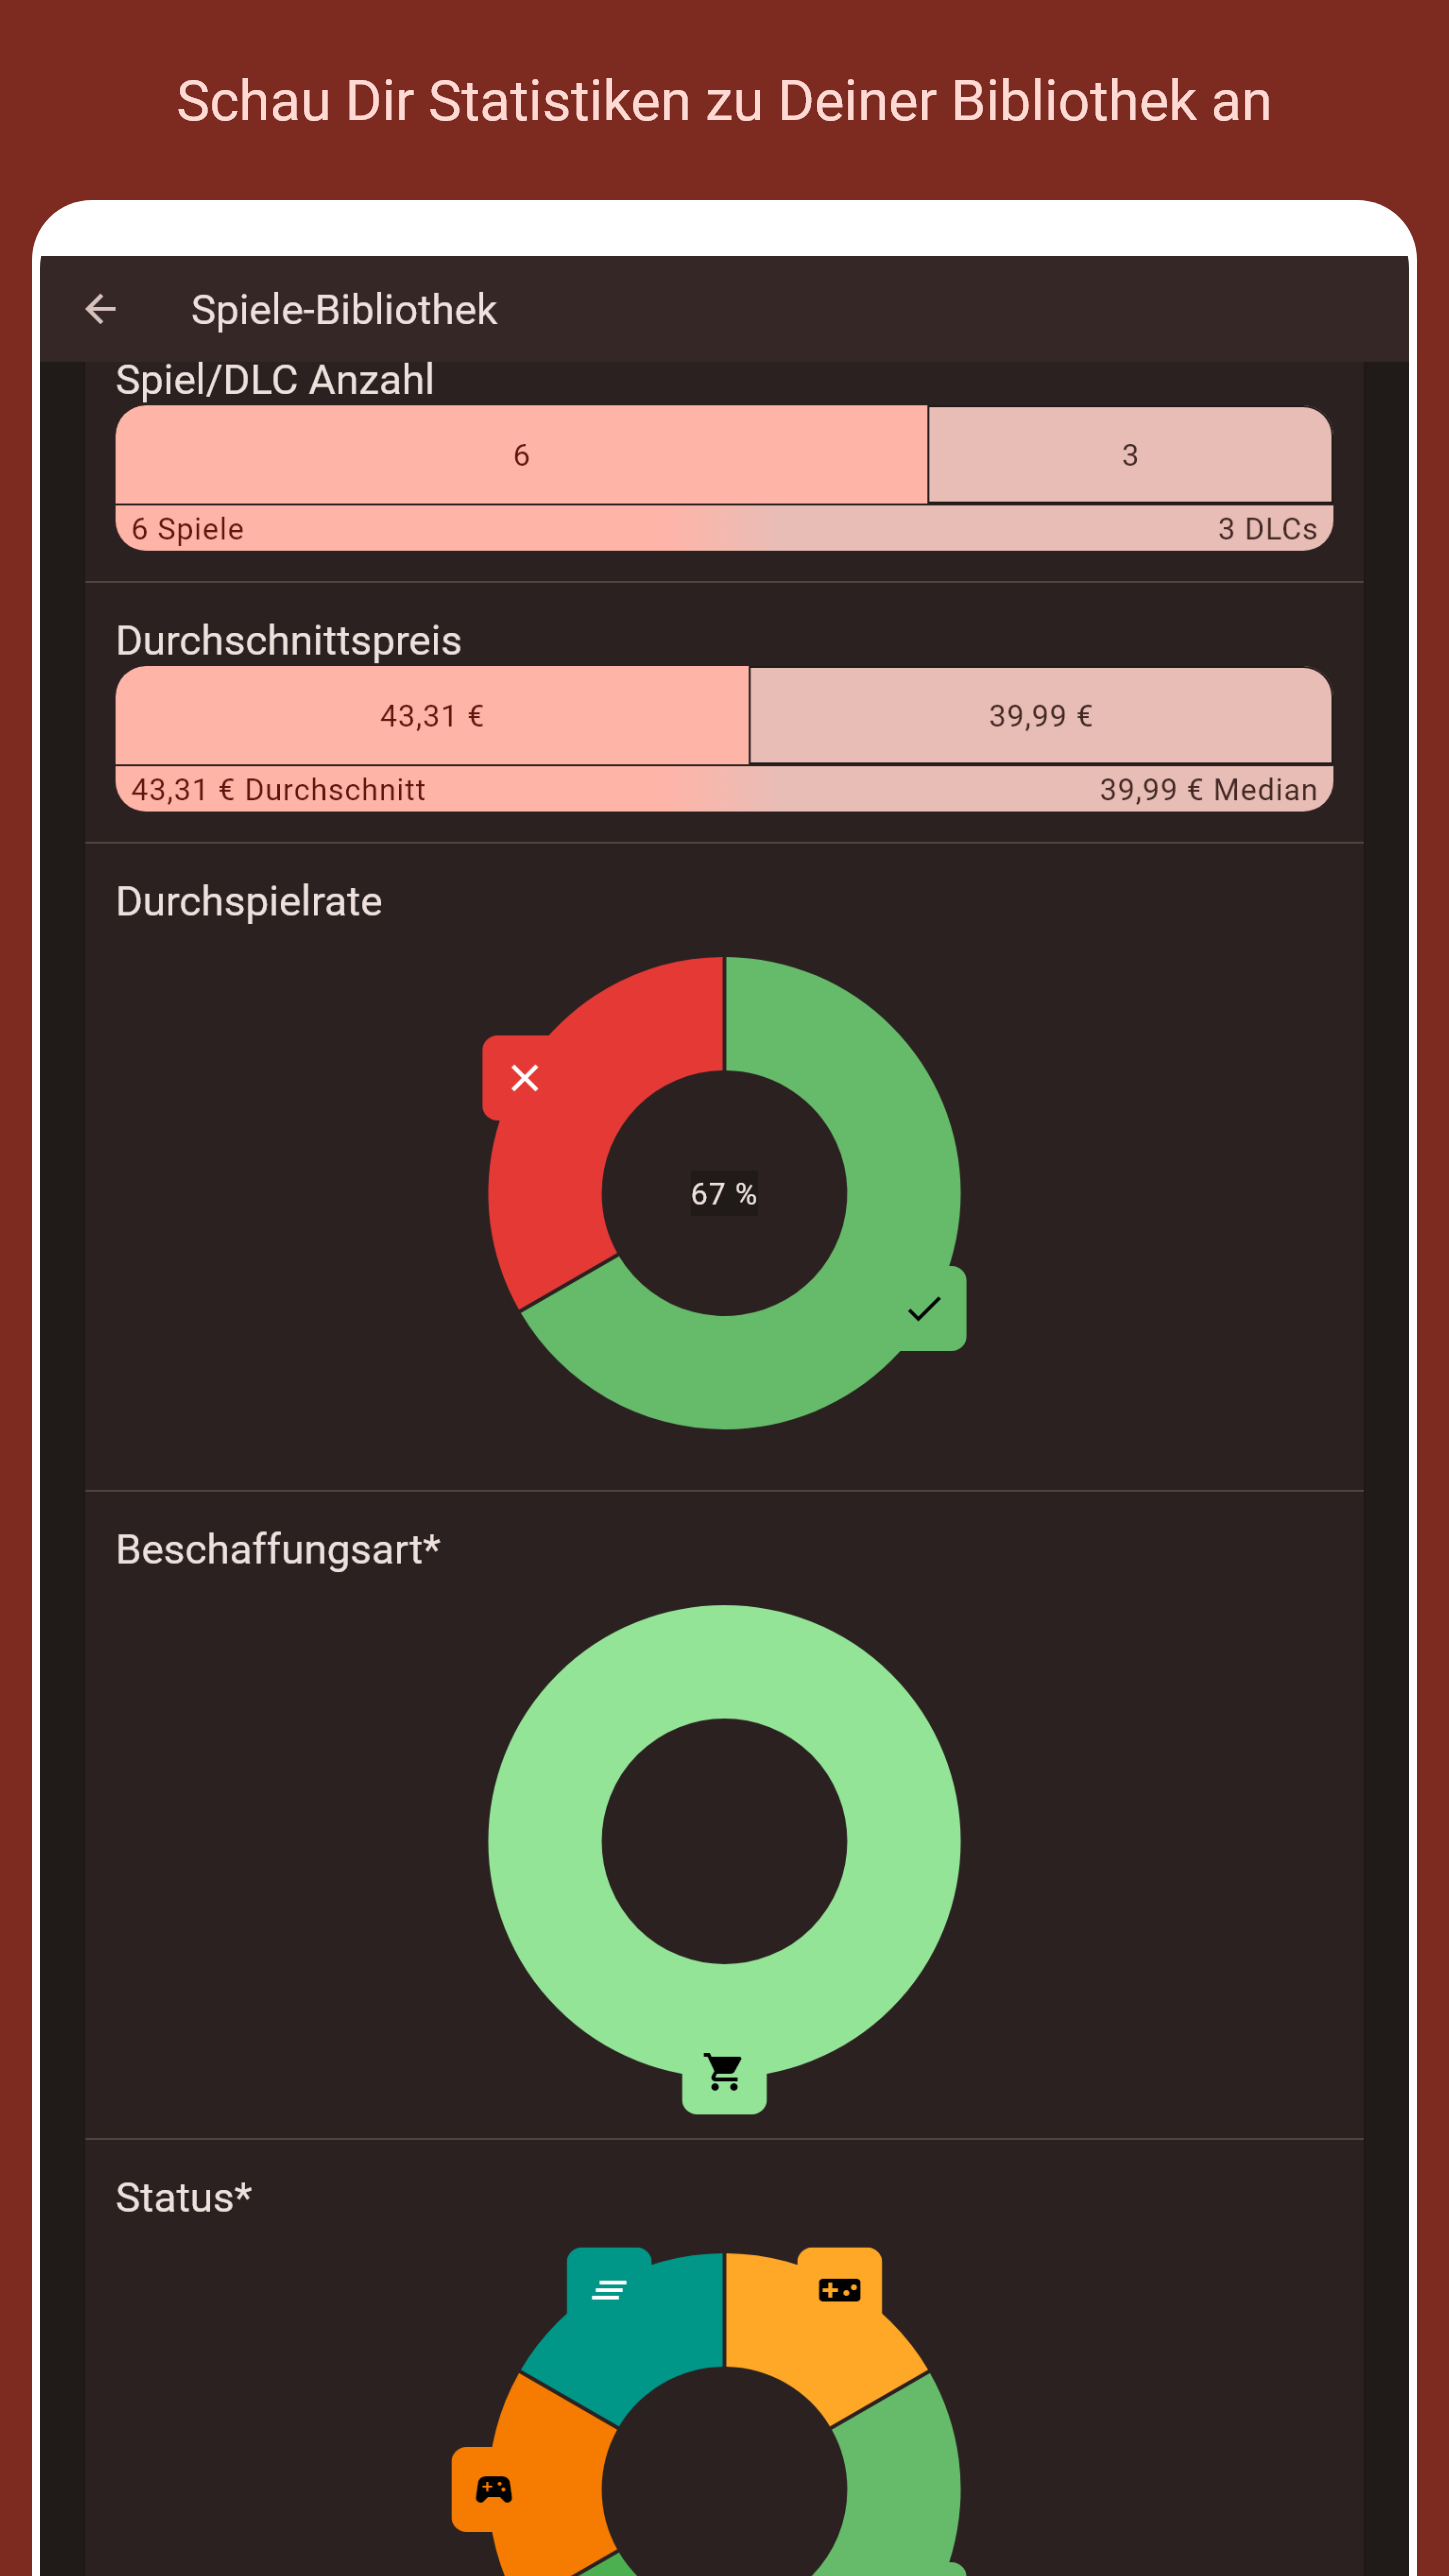 Schau Dir Statistiken zu Deiner Bibliothek an
Spiele-Bibliothek
Spiel/DLC Anzahl
6 3
6 Spiele 3 DLCs
Durchschnittspreis
43,31 € 39,99 €
43,31 € Durchschnitt 39,99 € Median
Durchspielrate
67 %
Beschaffungsart*
Status*